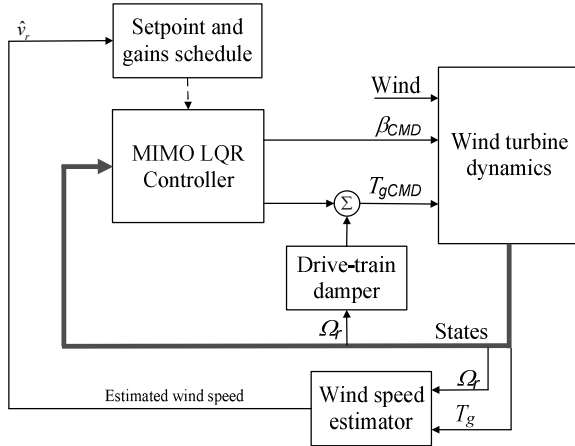 v̂ᵣ
Setpoint and
gains schedule
MIMO LQR
Controller
Wind
βCMD
TgCMD
Wind turbine
dynamics
Σ
Drive-train
damper
Ωr
States
Estimated wind speed
Wind speed
estimator
Ωr
Tg